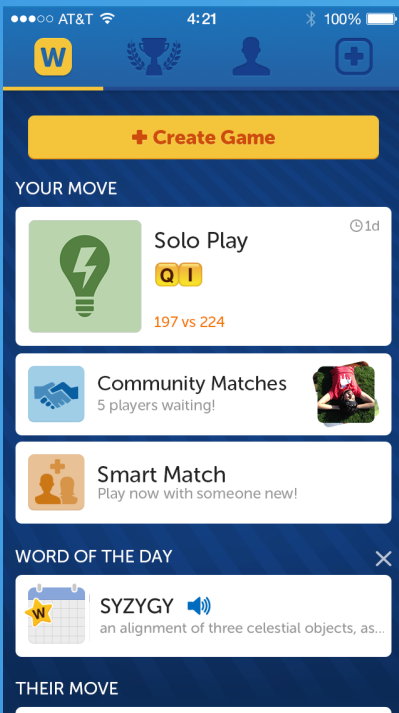 AT&T 4:21 100%
W
Create Game
YOUR MOVE
1d
Solo Play
QI
197 vs 224
Community Matches
5 players waiting!
Smart Match
Play now with someone new!
WORD OF THE DAY
W
SYZYGY
an alignment of three celestial objects, as...
THEIR MOVE